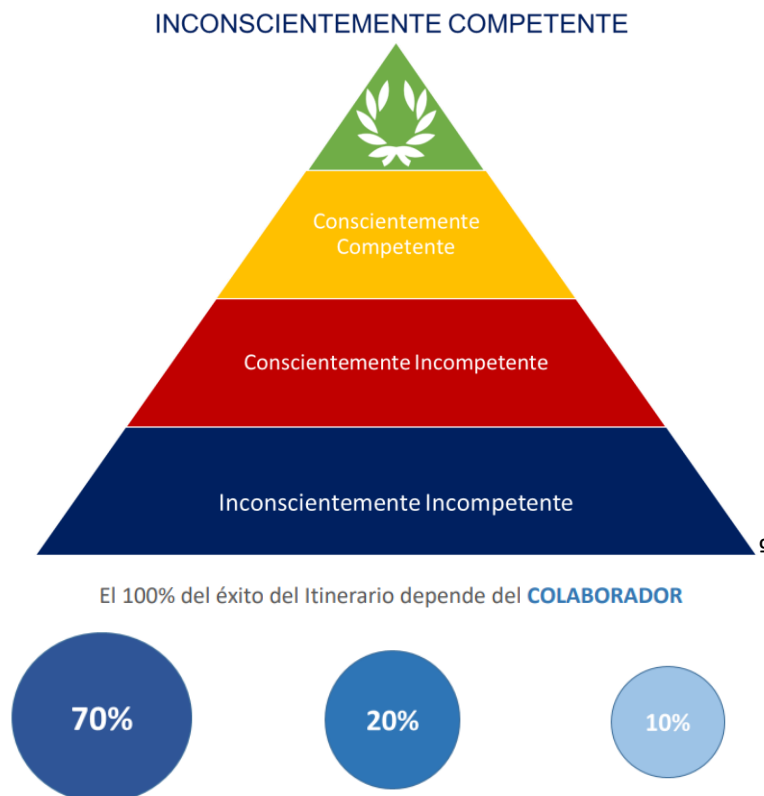 INCONSCIENTEMENTE COMPETENTE
Conscientemente
Competente
Conscientemente Incompetente
Inconscientemente Incompetente
El 100% del éxito del Itinerario depende del COLABORADOR
70% 20% 10%